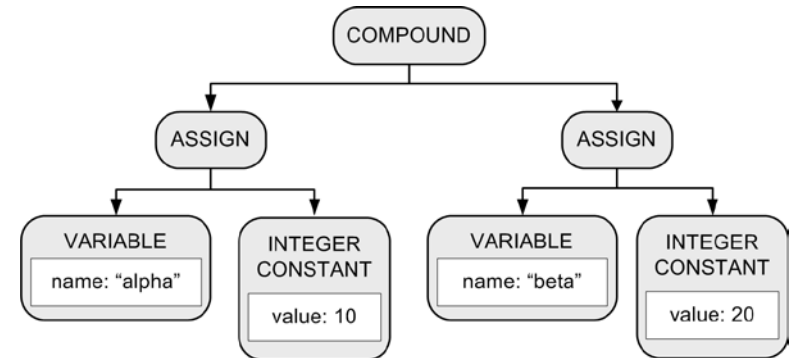 COMPOUND
ASSIGN
ASSIGN
VARIABLE
name: “alpha”
INTEGER
CONSTANT
value: 10
VARIABLE
name: “beta”
INTEGER
CONSTANT
value: 20